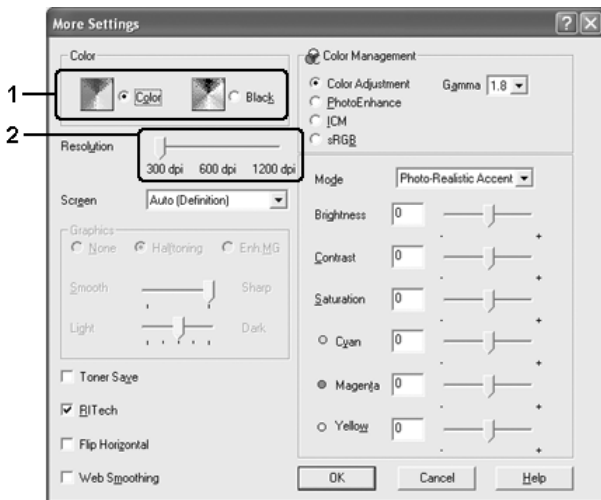 More Settings
Color
1
Color
Black
2
Resolution
300 dpi 600 dpi 1200 dpi
Screen
Auto (Definition)
Graphics
None
Halftoning
Enh.MG
Smooth
Sharp
Light
Dark
Toner Save
RITech
Flip Horizontal
Web Smoothing
Color Management
Color Adjustment
Gamma
1.8
PhotoEnhance
ICM
sRGB
Mode
Photo-Realistic Accent
Brightness
0
- +
Contrast
0
- +
Saturation
0
- +
Cyan
0
- +
Magenta
0
- +
Yellow
0
- +
OK
Cancel
Help